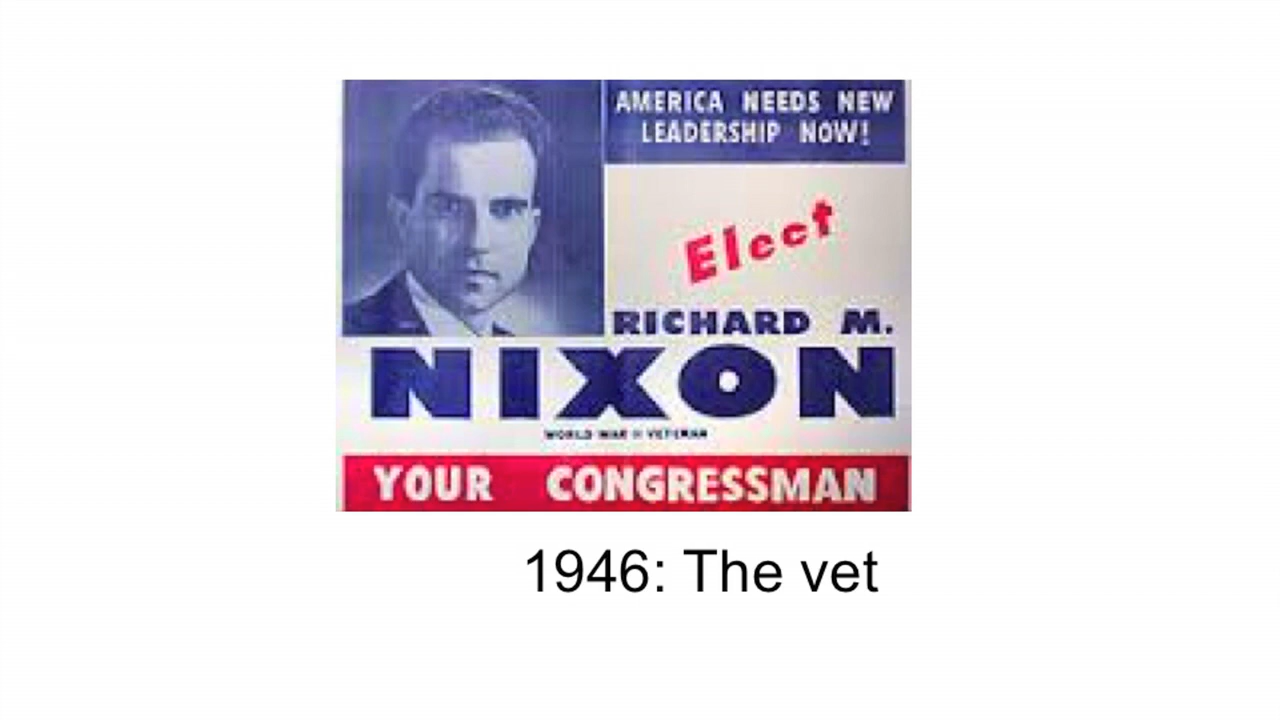 AMERICA NEEDS NEW
LEADERSHIP NOW!
Elect
RICHARD M.
NIXON
WORLD WAR II VETERAN
YOUR CONGRESSMAN
1946: The vet